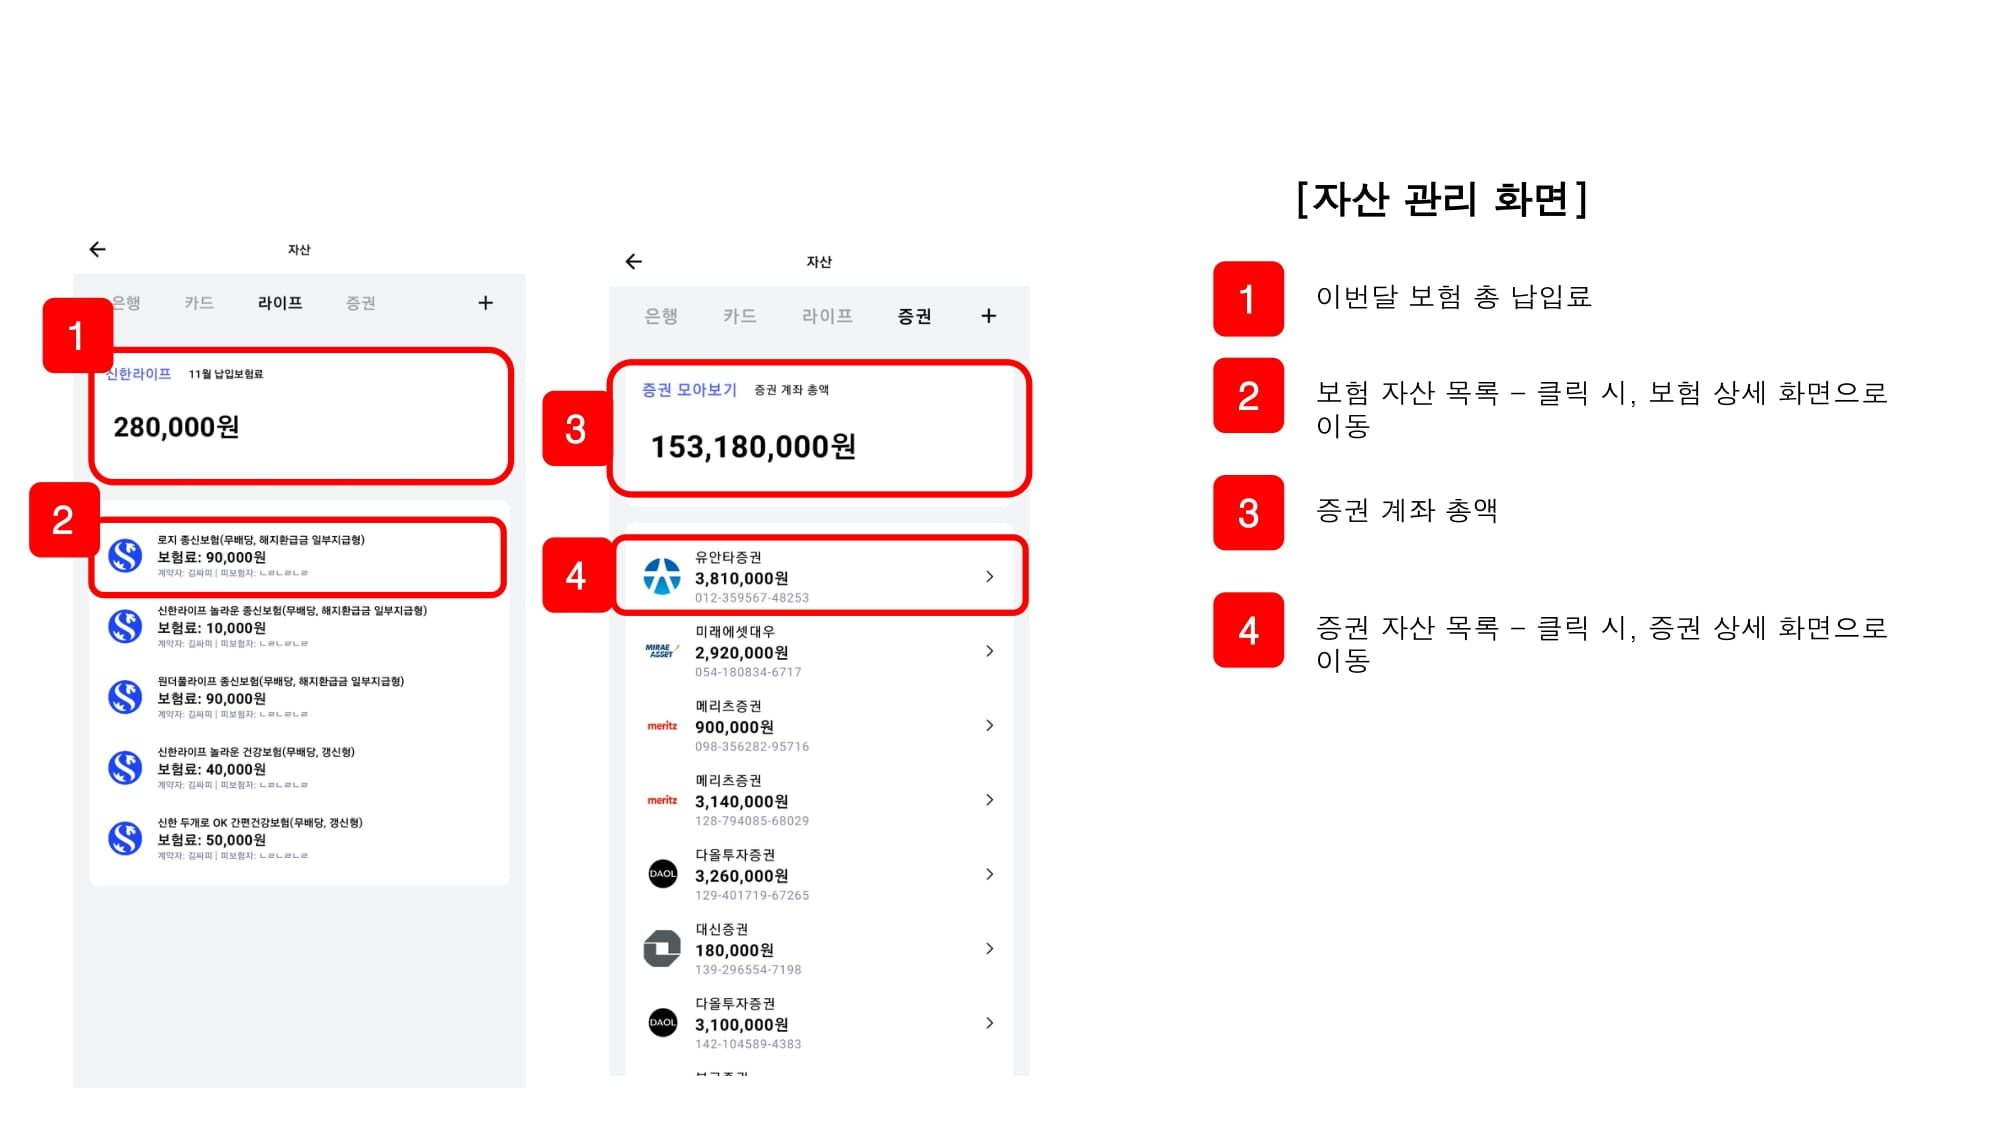 [자산 관리 화면]
1
이번달 보험 총 납입료
2
보험 자산 목록 – 클릭 시, 보험 상세 화면으로
이동
3
증권 계좌 총액
4
증권 자산 목록 – 클릭 시, 증권 상세 화면으로
이동
자산
은행 카드 라이프 증권 +
1
신한라이프 11월 납입보험료
280,000원
2
로지 종신보험(무배당, 해지환급금 일부지급형)
보험료: 90,000원
계약자: 김싸피 | 피보험자: ㄴㄹㄴㄹㄴㄹ
신한라이프 놀라운 종신보험(무배당, 해지환급금 일부지급형)
보험료: 10,000원
계약자: 김싸피 | 피보험자: ㄴㄹㄴㄹㄴㄹ
원더풀라이프 종신보험(무배당, 해지환급금 일부지급형)
보험료: 90,000원
계약자: 김싸피 | 피보험자: ㄴㄹㄴㄹㄴㄹ
신한라이프 놀라운 건강보험(무배당, 갱신형)
보험료: 40,000원
계약자: 김싸피 | 피보험자: ㄴㄹㄴㄹㄴㄹ
신한 두개로 OK 간편건강보험(무배당, 갱신형)
보험료: 50,000원
계약자: 김싸피 | 피보험자: ㄴㄹㄴㄹㄴㄹ
자산
은행 카드 라이프 증권 +
3
증권 모아보기 증권 계좌 총액
153,180,000원
4
유안타증권
3,810,000원
012-359567-48253
MIRAE
ASSET
미래에셋대우
2,920,000원
054-180834-6717
meritz
메리츠증권
900,000원
098-356282-95716
meritz
메리츠증권
3,140,000원
128-794085-68029
DAOL
다올투자증권
3,260,000원
129-401719-67265
대신증권
180,000원
139-296554-7198
DAOL
다올투자증권
3,100,000원
142-104589-4383